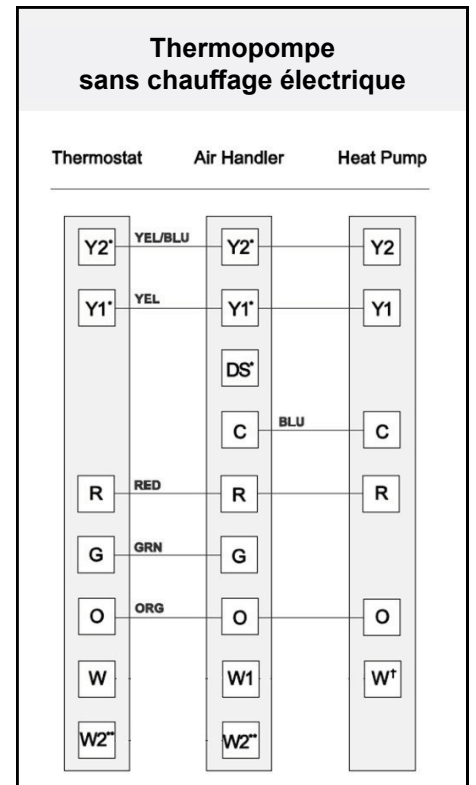 Thermopompe
sans chauffage électrique
Thermostat Air Handler Heat Pump
Y2* YEL/BLU Y2* Y2
Y1* YEL Y1* Y1
DS*
C BLU C
R RED R R
G GRN G
O ORG O O
W W1 W†
W2** W2**